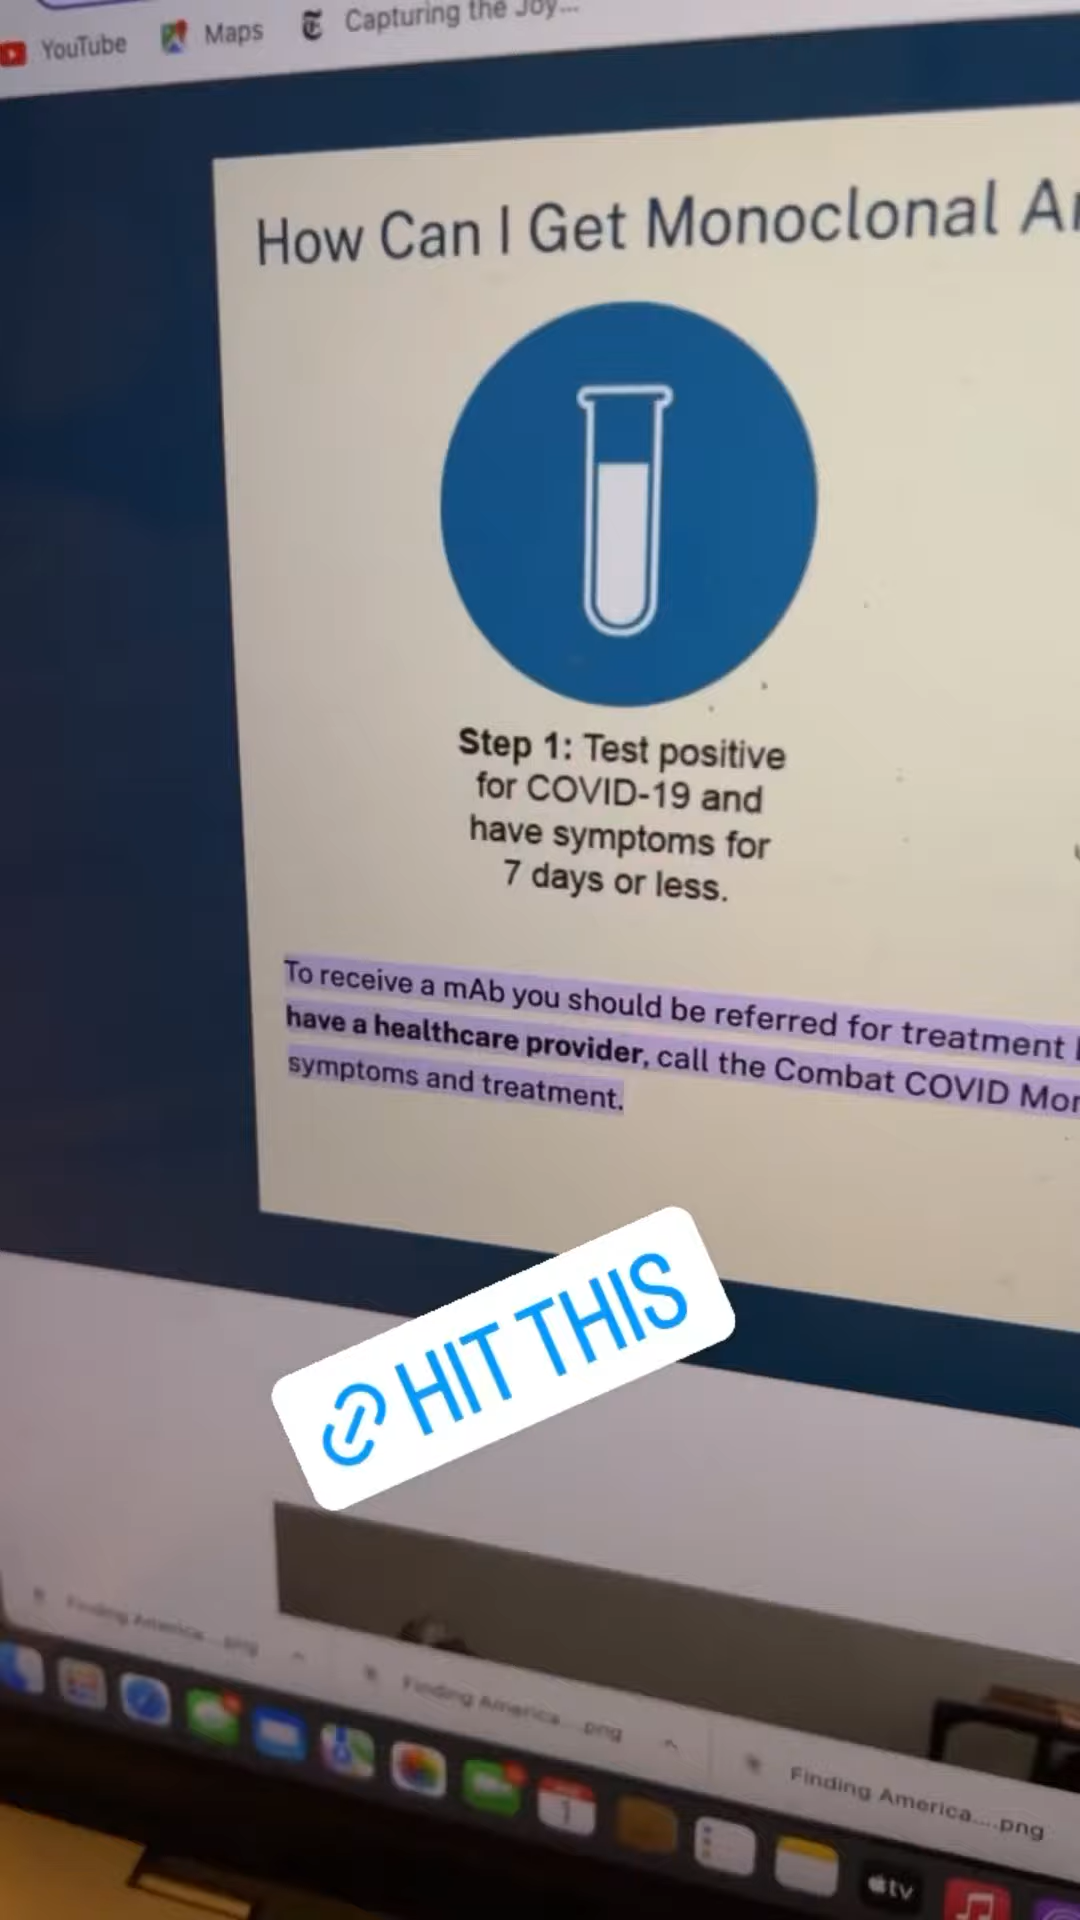 YouTube Maps Capturing the Joy...
How Can I Get Monoclonal
Step 1: Test positive
for COVID-19 and
have symptoms for
7 days or less.
To receive a mAb you should be referred for treatment
have a healthcare provider, call the Combat COVID
symptoms and treatment.
HIT THIS
Finding America...png
Finding America...png
Finding America....png
1
tv